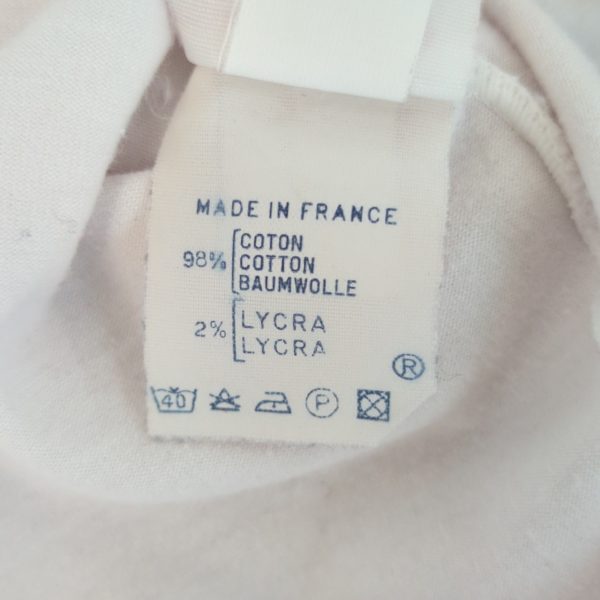 MADE IN FRANCE
98% COTON
COTTON
BAUMWOLLE
2% LYCRA
LYCRA
®
40 P